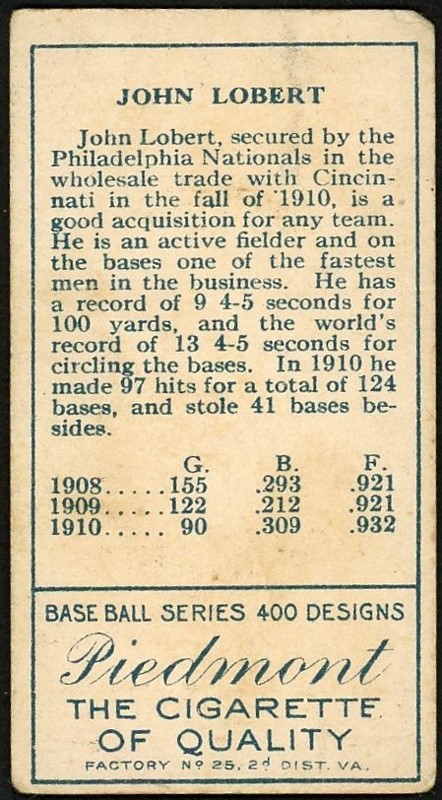 JOHN LOBERT
John Lobert, secured by the
Philadelphia Nationals in the
wholesale trade with Cincin-
nati in the fall of 1910, is a
good acquisition for any team.
He is an active fielder and on
the bases one of the fastest
men in the business. He has
a record of 9 4-5 seconds for
100 yards, and the world's
record of 13 4-5 seconds for
circling the bases. In 1910 he
made 97 hits for a total of 124
bases, and stole 41 bases be-
sides.
G. B. F.
1908.....155 .293 .921
1909.....122 .212 .921
1910..... 90 .309 .932
BASE BALL SERIES 400 DESIGNS
Piedmont
THE CIGARETTE
OF QUALITY
FACTORY Nº 25, 2d DIST. VA.